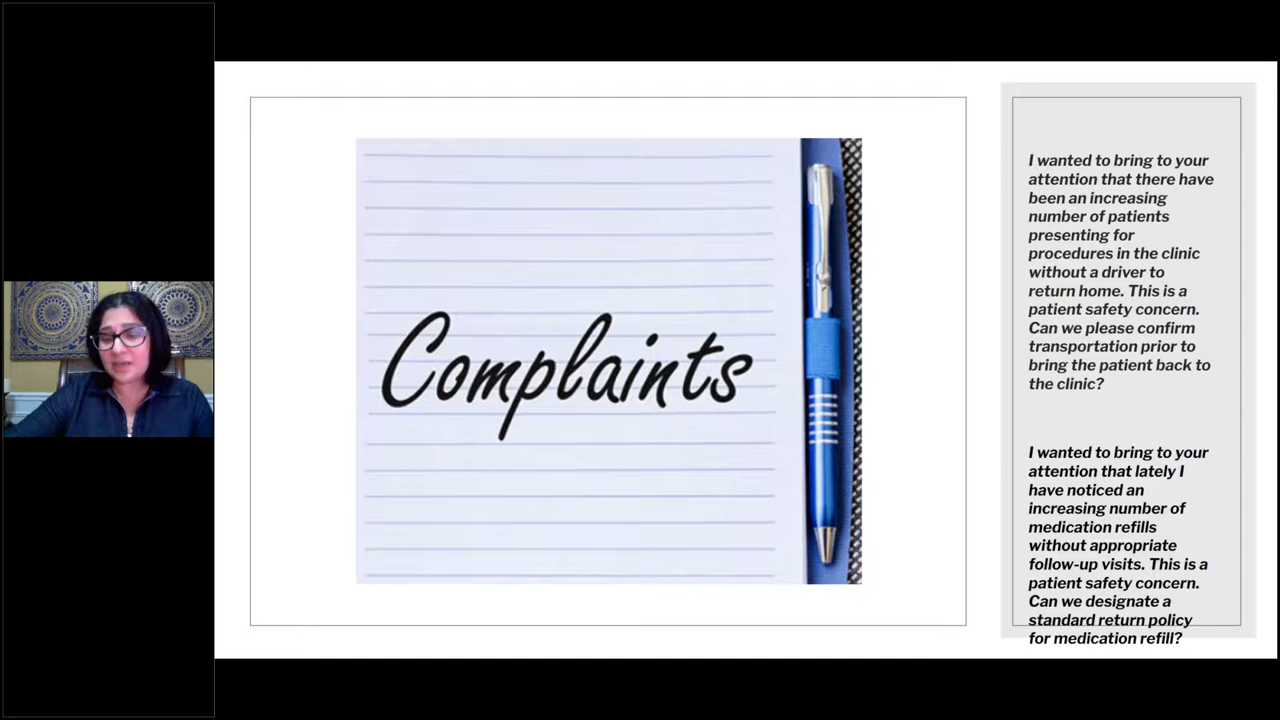 Complaints
I wanted to bring to your
attention that there have
been an increasing
number of patients
presenting for
procedures in the clinic
without a driver to
return home. This is a
patient safety concern.
Can we please confirm
transportation prior to
bring the patient back to
the clinic?
I wanted to bring to your
attention that lately I
have noticed an
increasing number of
medication refills
without appropriate
follow-up visits. This is a
patient safety concern.
Can we designate a
standard return policy
for medication refill?